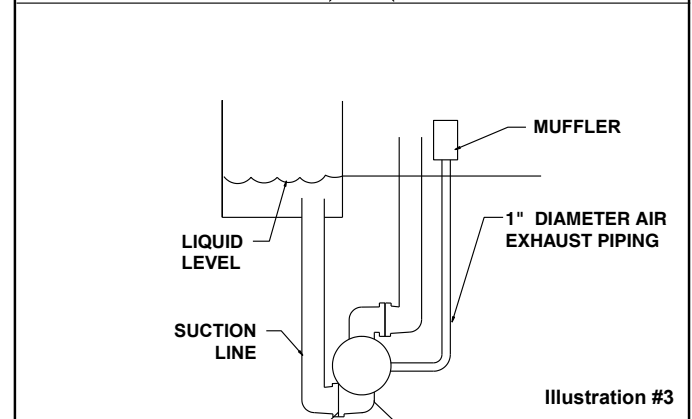 MUFFLER
1" DIAMETER AIR
EXHAUST PIPING
LIQUID
LEVEL
SUCTION
LINE
Illustration #3